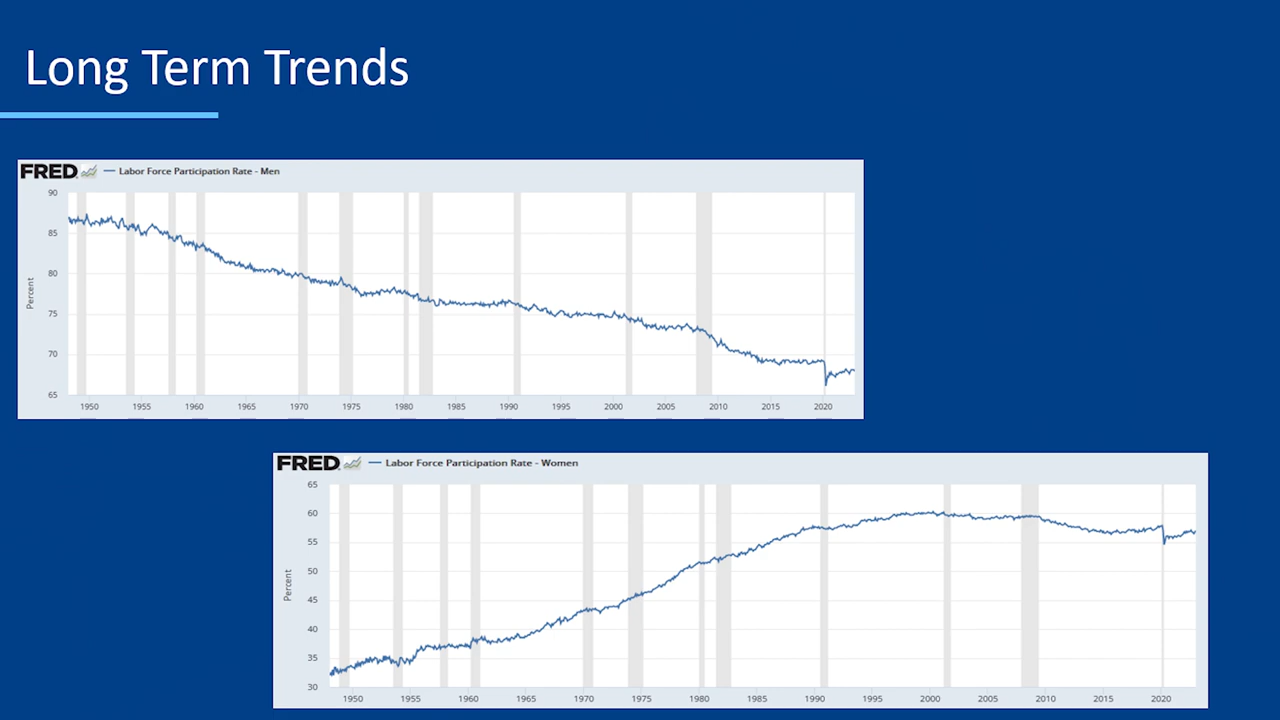 Long Term Trends
FRED Labor Force Participation Rate - Men
90
85
80
75
70
65
Percent
1950 1955 1960 1965 1970 1975 1980 1985 1990 1995 2000 2005 2010 2015 2020
FRED Labor Force Participation Rate - Women
65
60
55
50
45
40
35
30
Percent
1950 1955 1960 1965 1970 1975 1980 1985 1990 1995 2000 2005 2010 2015 2020